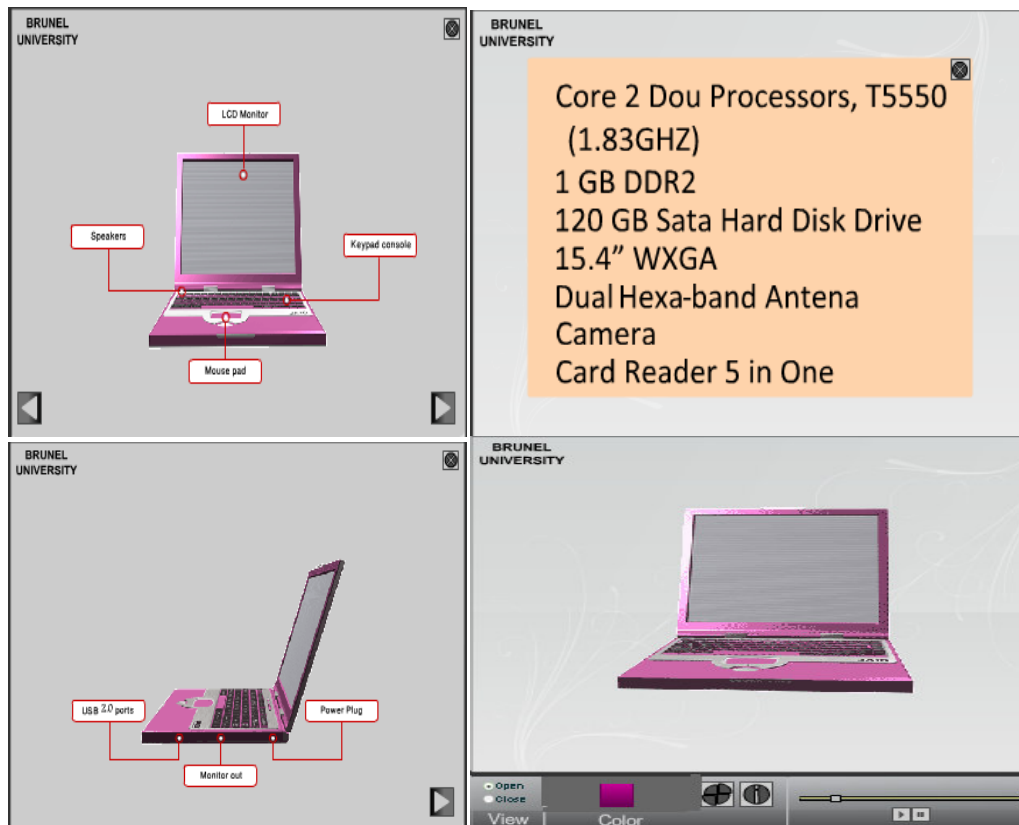 BRUNEL
UNIVERSITY
LCD Monitor
Speakers
Keypad console
Mouse pad
BRUNEL
UNIVERSITY
Core 2 Dou Processors, T5550
(1.83GHZ)
1 GB DDR2
120 GB Sata Hard Disk Drive
15.4” WXGA
Dual Hexa-band Antena
Camera
Card Reader 5 in One
BRUNEL
UNIVERSITY
USB 2.0 ports
Power Plug
Monitor out
BRUNEL
UNIVERSITY
Open
Close
View
Color